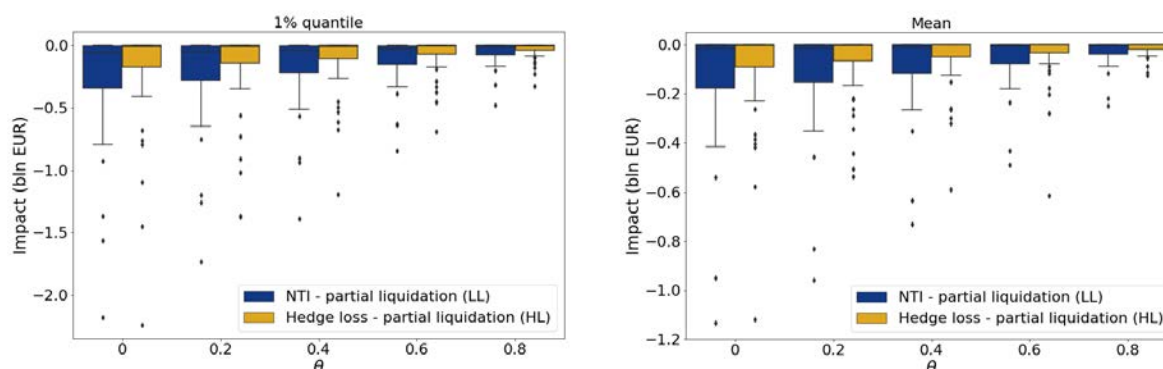 1% quantile
Impact (bln EUR)
0.0
−0.5
−1.0
−1.5
−2.0
NTI - partial liquidation (LL)
Hedge loss - partial liquidation (HL)
0 0.2 0.4 0.6 0.8
θ
Mean
Impact (bln EUR)
0.0
−0.2
−0.4
−0.6
−0.8
−1.0
−1.2
NTI - partial liquidation (LL)
Hedge loss - partial liquidation (HL)
0 0.2 0.4 0.6 0.8
θ